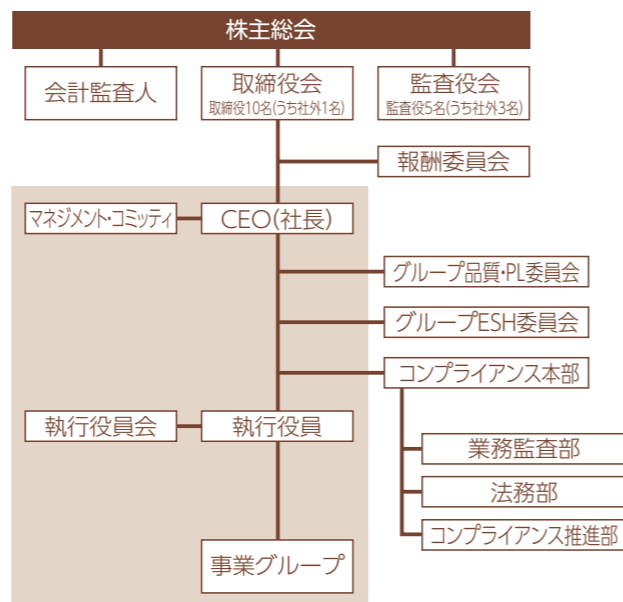 株主総会
会計監査人
取締役会
取締役10名(うち社外1名)
監査役会
監査役5名(うち社外3名)
報酬委員会
マネジメント・コミッティ
CEO(社長)
グループ品質・PL委員会
グループESH委員会
コンプライアンス本部
執行役員会
執行役員
業務監査部
法務部
コンプライアンス推進部
事業グループ